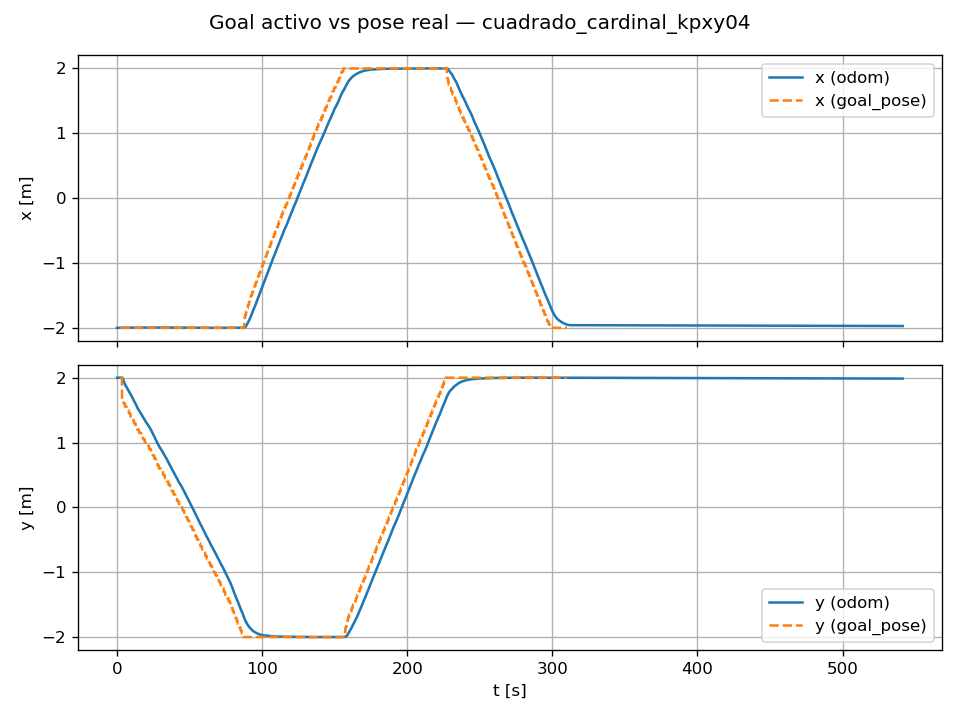 Goal activo vs pose real — cuadrado_cardinal_kpxy04
2
1
0
−1
−2
x [m]
x (odom)
x (goal_pose)
2
1
0
−1
−2
y [m]
y (odom)
y (goal_pose)
0 100 200 300 400 500
t [s]